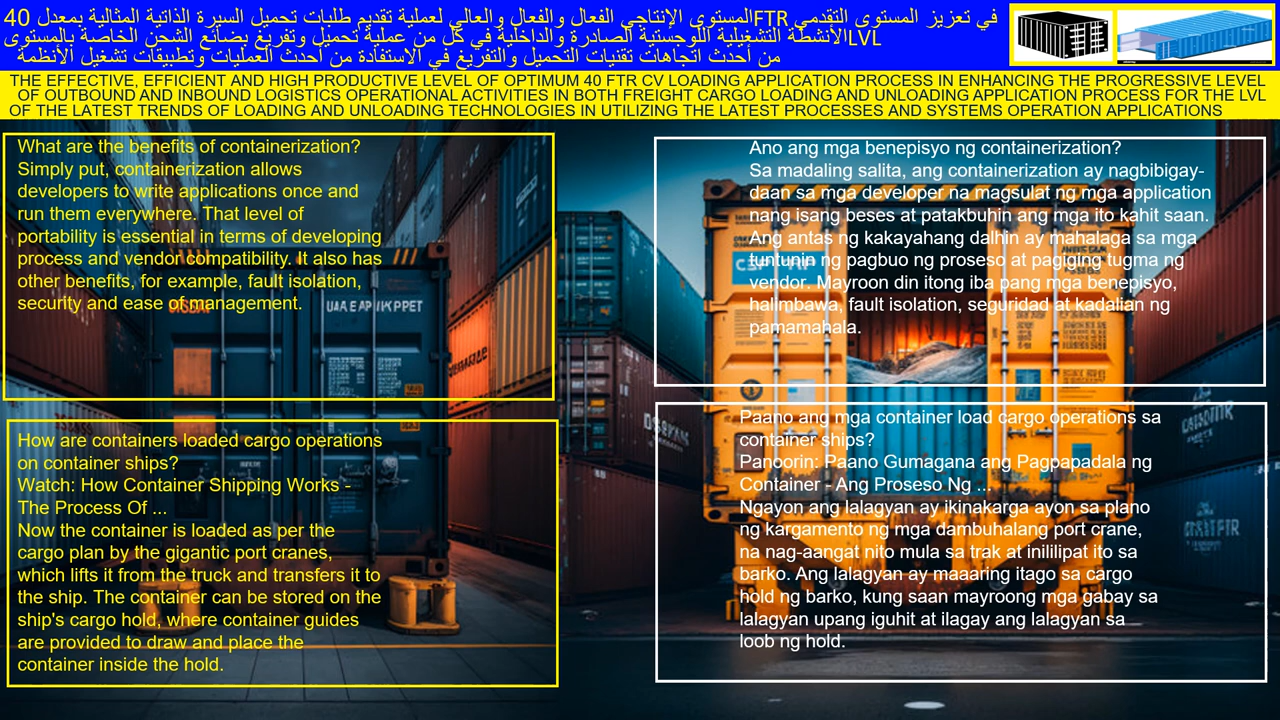 المستوى الإنتاجي الفعال والفعال والعالي لعملية تقديم طلبات تحميل السيرة الذاتية المثالية بمعدل 40 FTR في تعزيز المستوى التقدمي
الأنشطة التشغيلية اللوجستية الصادرة والداخلية في كل من عملية تحميل وتفريغ بضائع الشحن الخاصة بالمستوى LVL
من أحدث اتجاهات تقنيات التحميل والتفريغ في الاستفادة من أحدث العمليات وتطبيقات تشغيل الأنظمة
THE EFFECTIVE, EFFICIENT AND HIGH PRODUCTIVE LEVEL OF OPTIMUM 40 FTR CV LOADING APPLICATION PROCESS IN ENHANCING THE PROGRESSIVE LEVEL
OF OUTBOUND AND INBOUND LOGISTICS OPERATIONAL ACTIVITIES IN BOTH FREIGHT CARGO LOADING AND UNLOADING APPLICATION PROCESS FOR THE LVL
OF THE LATEST TRENDS OF LOADING AND UNLOADING TECHNOLOGIES IN UTILIZING THE LATEST PROCESSES AND SYSTEMS OPERATION APPLICATIONS
What are the benefits of containerization?
Simply put, containerization allows
developers to write applications once and
run them everywhere. That level of
portability is essential in terms of developing
process and vendor compatibility. It also has
other benefits, for example, fault isolation,
security and ease of management.
How are containers loaded cargo operations
on container ships?
Watch: How Container Shipping Works -
The Process Of ...
Now the container is loaded as per the
cargo plan by the gigantic port cranes,
which lifts it from the truck and transfers it to
the ship. The container can be stored on the
ship's cargo hold, where container guides
are provided to draw and place the
container inside the hold.
Ano ang mga benepisyo ng containerization?
Sa madaling salita, ang containerization ay nagbibigay-
daan sa mga developer na magsulat ng mga application
nang isang beses at patakbuhin ang mga ito kahit saan.
Ang antas ng kakayahang dalhin ay mahalaga sa mga
tuntunin ng pagbuo ng proseso at pagiging tugma ng
vendor. Mayroon din itong iba pang mga benepisyo,
halimbawa, fault isolation, seguridad at kadalian ng
pamamahala.
Paano ang mga container load cargo operations sa
container ships?
Panoorin: Paano Gumagana ang Pagpapadala ng
Container - Ang Proseso Ng ...
Ngayon ang lalagyan ay ikinakarga ayon sa plano
ng kargamento ng mga dambuhalang port crane,
na nag-aangat nito mula sa trak at inililipat ito sa
barko. Ang lalagyan ay maaaring itago sa cargo
hold ng barko, kung saan mayroong mga gabay sa
lalagyan upang iguhit at ilagay ang lalagyan sa
loob ng hold.